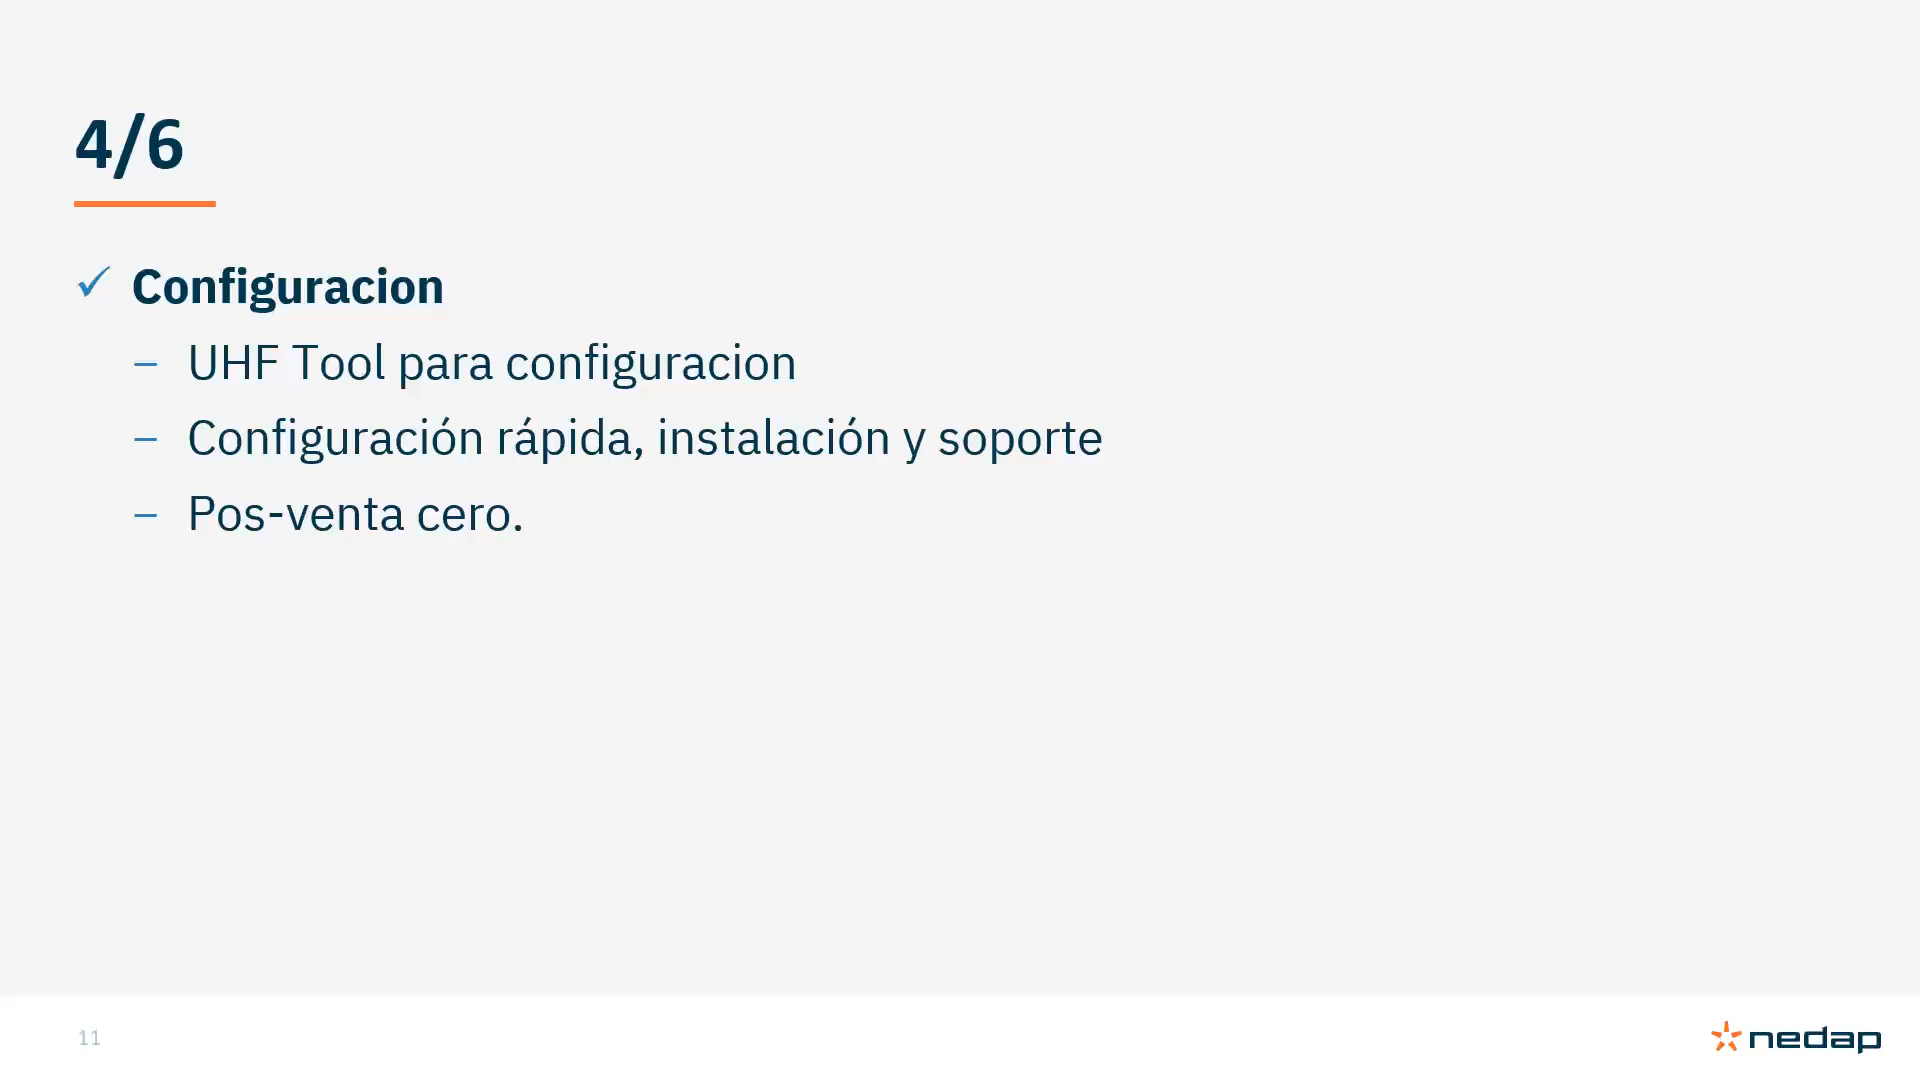 4/6
✓ Configuracion
– UHF Tool para configuracion
– Configuración rápida, instalación y soporte
– Pos-venta cero.
11
nedap